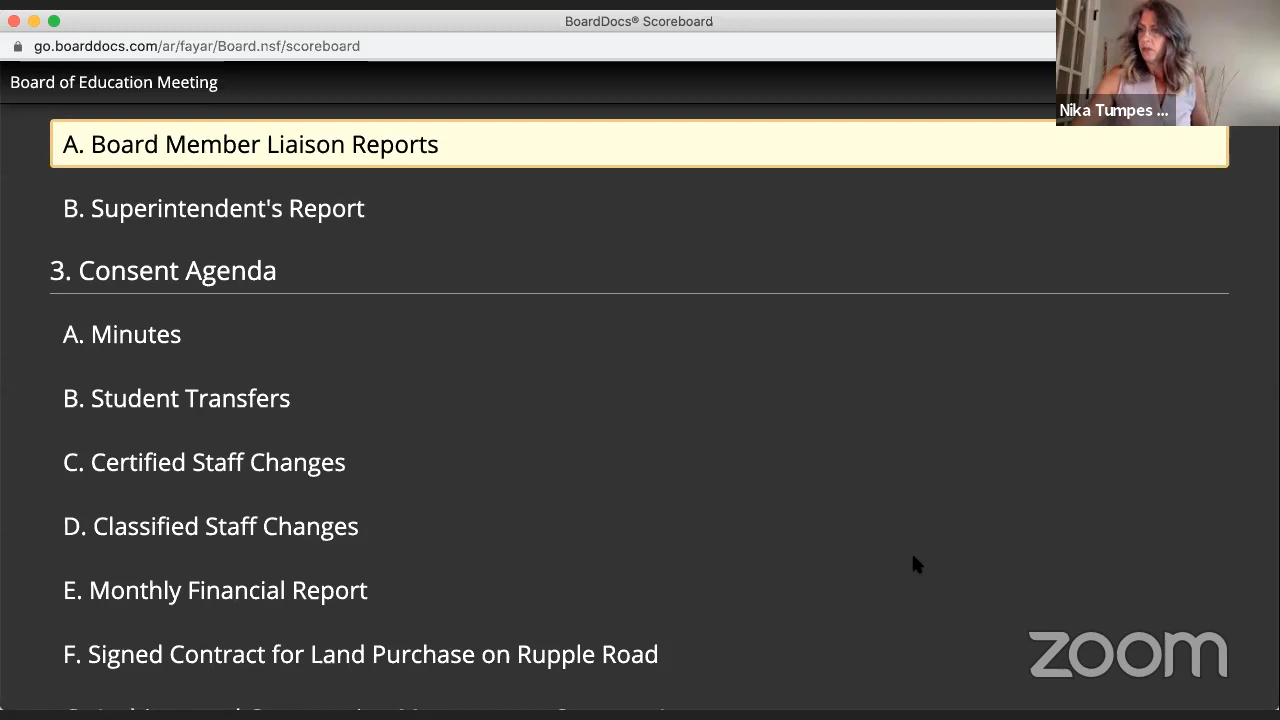 BoardDocs® Scoreboard
go.boarddocs.com/ar/fayar/Board.nsf/scoreboard
Board of Education Meeting
Nika Tumpes ...
A. Board Member Liaison Reports
B. Superintendent's Report
3. Consent Agenda
A. Minutes
B. Student Transfers
C. Certified Staff Changes
D. Classified Staff Changes
E. Monthly Financial Report
F. Signed Contract for Land Purchase on Rupple Road
zoom